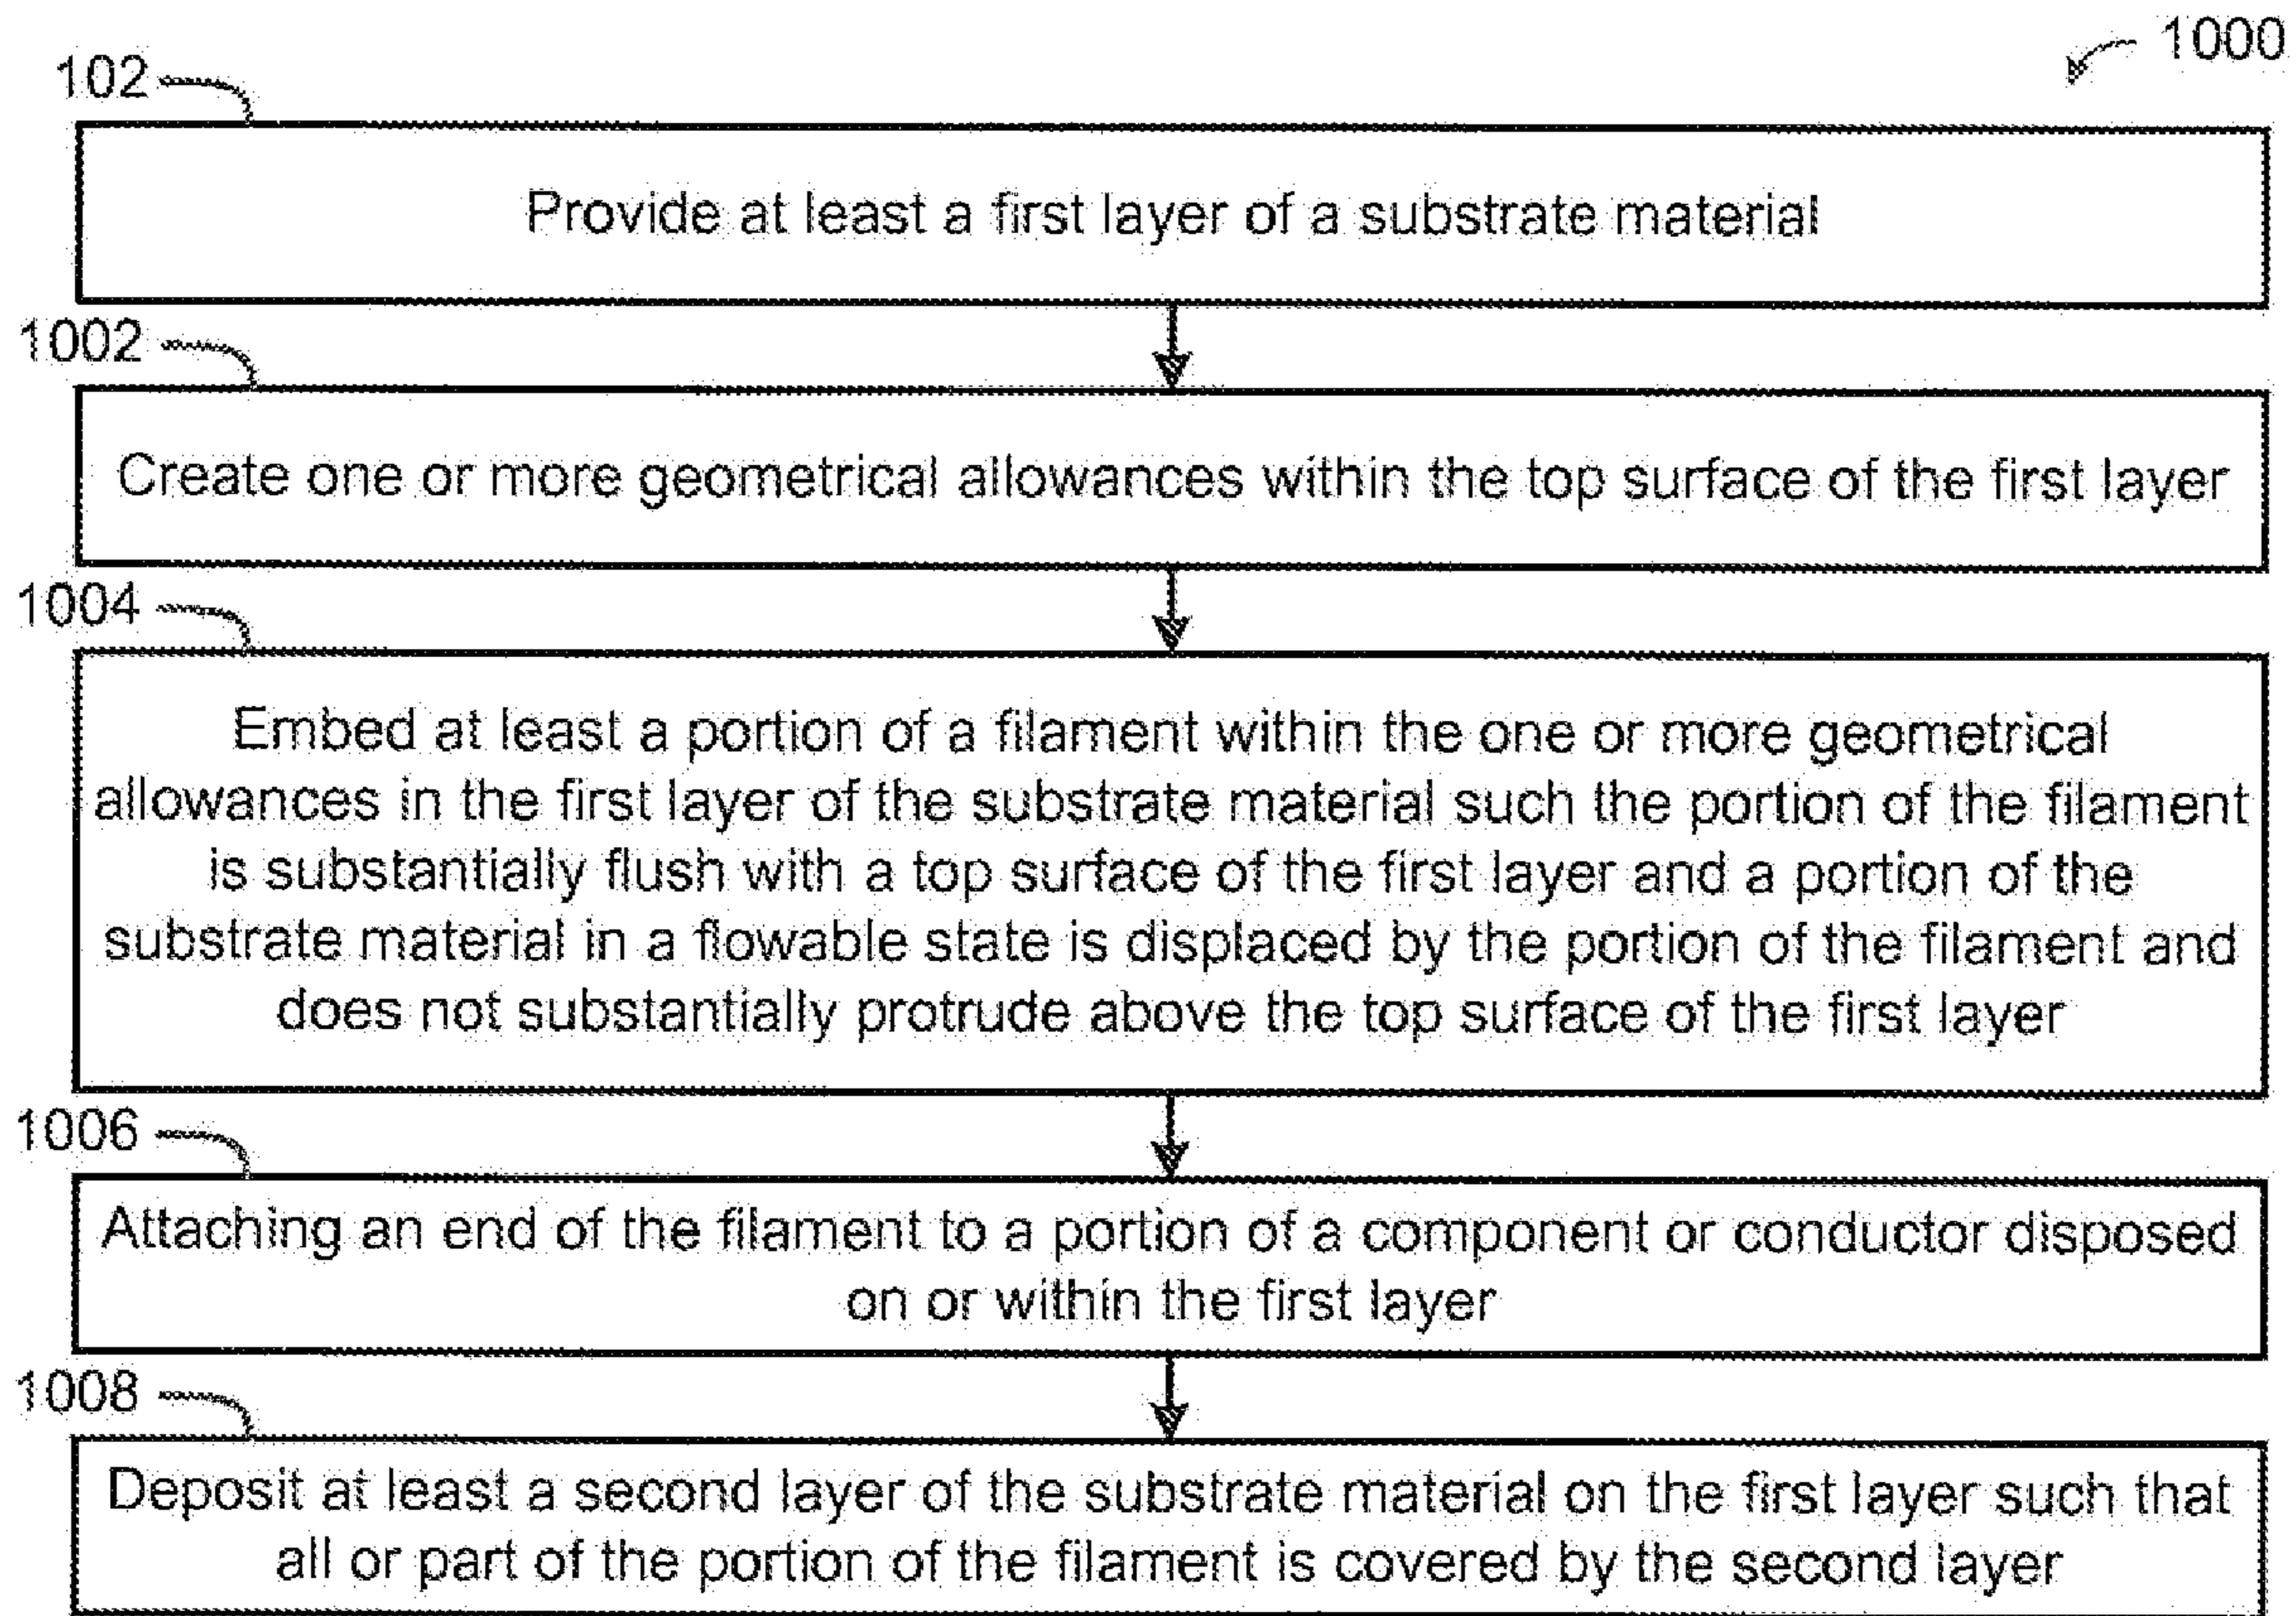 1000
102
Provide at least a first layer of a substrate material
1002
Create one or more geometrical allowances within the top surface of the first layer
1004
Embed at least a portion of a filament within the one or more geometrical
allowances in the first layer of the substrate material such the portion of the filament
is substantially flush with a top surface of the first layer and a portion of the
substrate material in a flowable state is displaced by the portion of the filament and
does not substantially protrude above the top surface of the first layer
1006
Attaching an end of the filament to a portion of a component or conductor disposed
on or within the first layer
1008
Deposit at least a second layer of the substrate material on the first layer such that
all or part of the portion of the filament is covered by the second layer